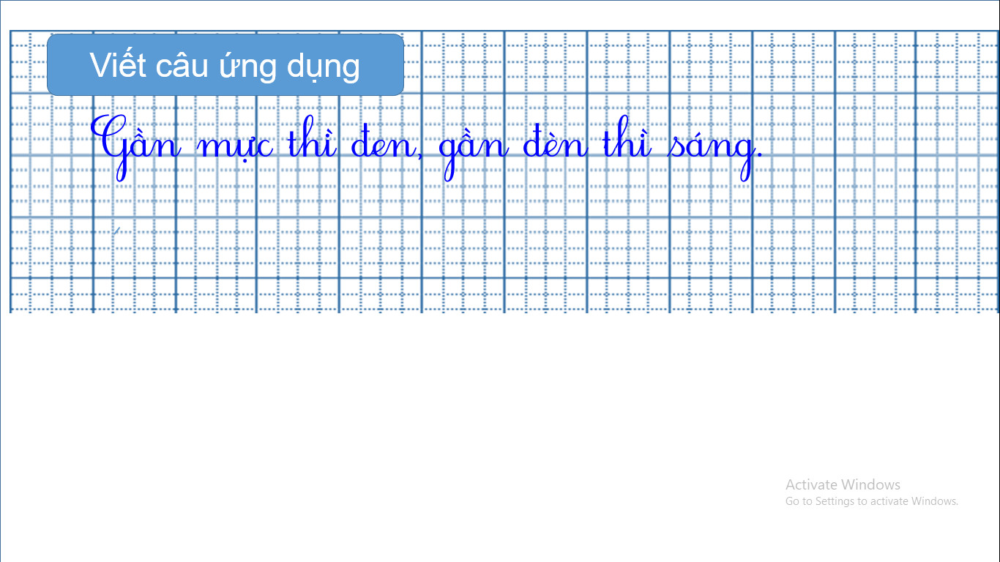 Viết câu ứng dụng
Gần mực thì đen, gần đèn thì sáng.
Activate Windows
Go to Settings to activate Windows.